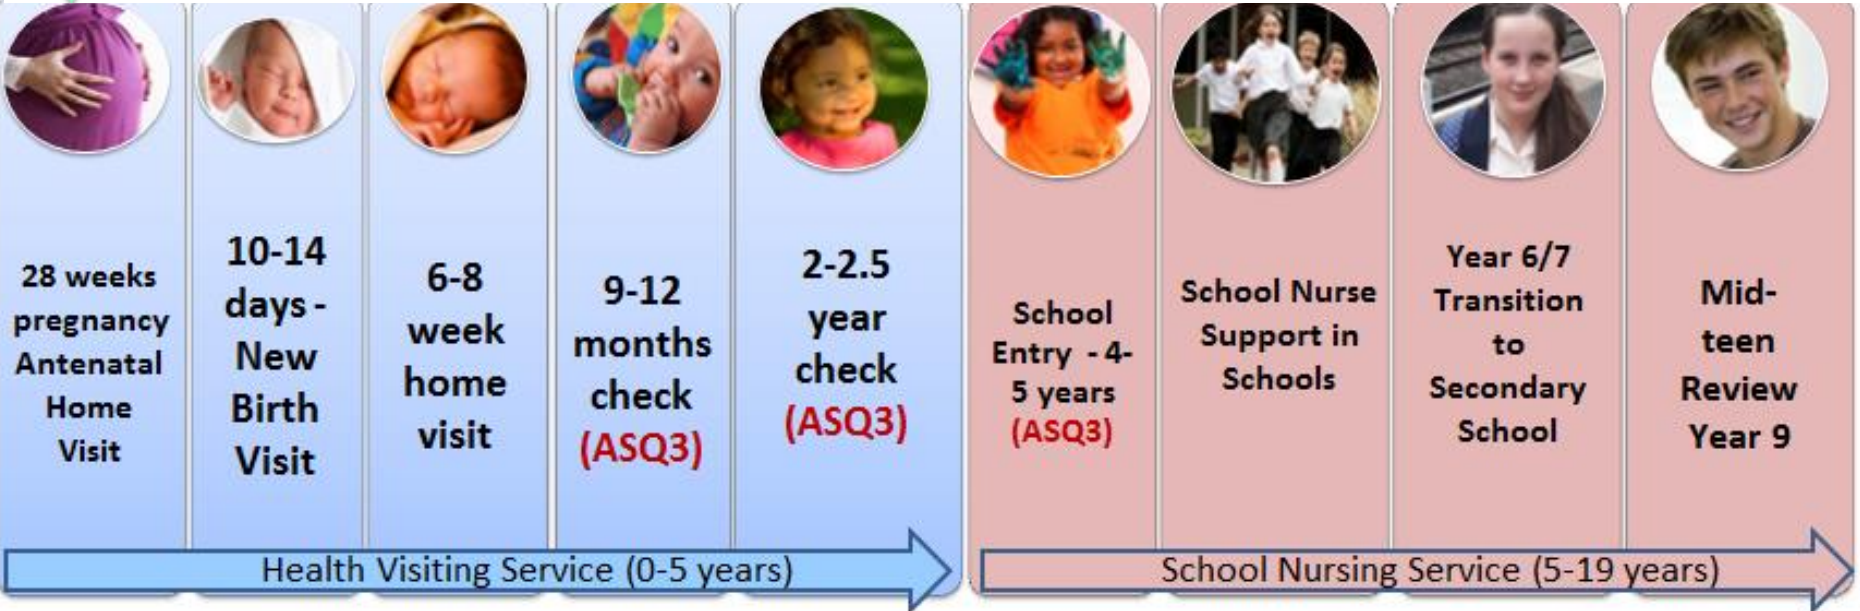 28 weeks
pregnancy
Antenatal
Home
Visit
10-14
days -
New
Birth
Visit
6-8
week
home
visit
9-12
months
check
(ASQ3)
2-2.5
year
check
(ASQ3)
School
Entry - 4-
5 years
(ASQ3)
School Nurse
Support in
Schools
Year 6/7
Transition
to
Secondary
School
Mid-
teen
Review
Year 9
Health Visiting Service (0-5 years)
School Nursing Service (5-19 years)